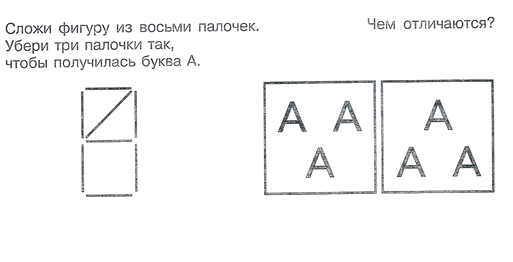 Сложи фигуру из восьми палочек.
Убери три палочки так,
чтобы получилась буква А.
Чем отличаются?
А А
А
А
А А